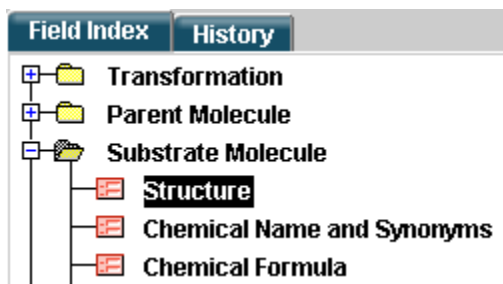 Field Index History
Transformation
Parent Molecule
Substrate Molecule
Structure
Chemical Name and Synonyms
Chemical Formula